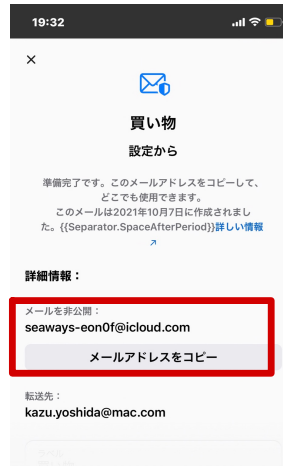 19:32
買い物
設定から
準備完了です。このメールアドレスをコピーして、
どこでも使用できます。
このメールは2021年10月7日に作成されまし
た。{{Separator.SpaceAfterPeriod}}詳しい情報
↗
詳細情報：
メールを非公開：
seaways-eon0f@icloud.com
メールアドレスをコピー
転送先：
kazu.yoshida@mac.com
ラベル